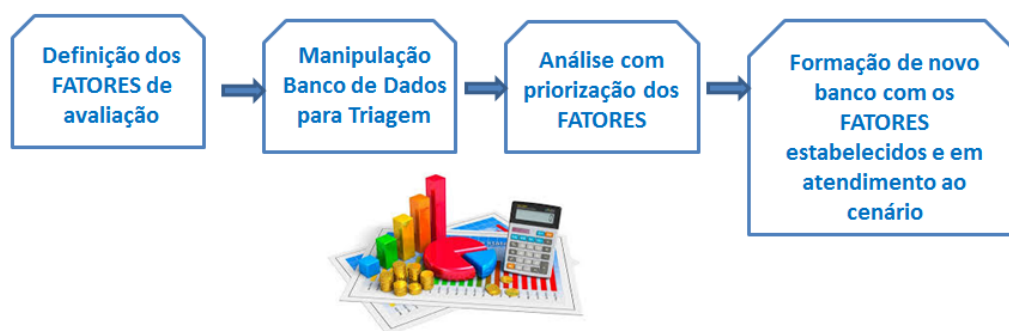 Definição dos
FATORES de
avaliação
Manipulação
Banco de Dados
para Triagem
Análise com
priorização dos
FATORES
Formação de novo
banco com os
FATORES
estabelecidos e em
atendimento ao
cenário